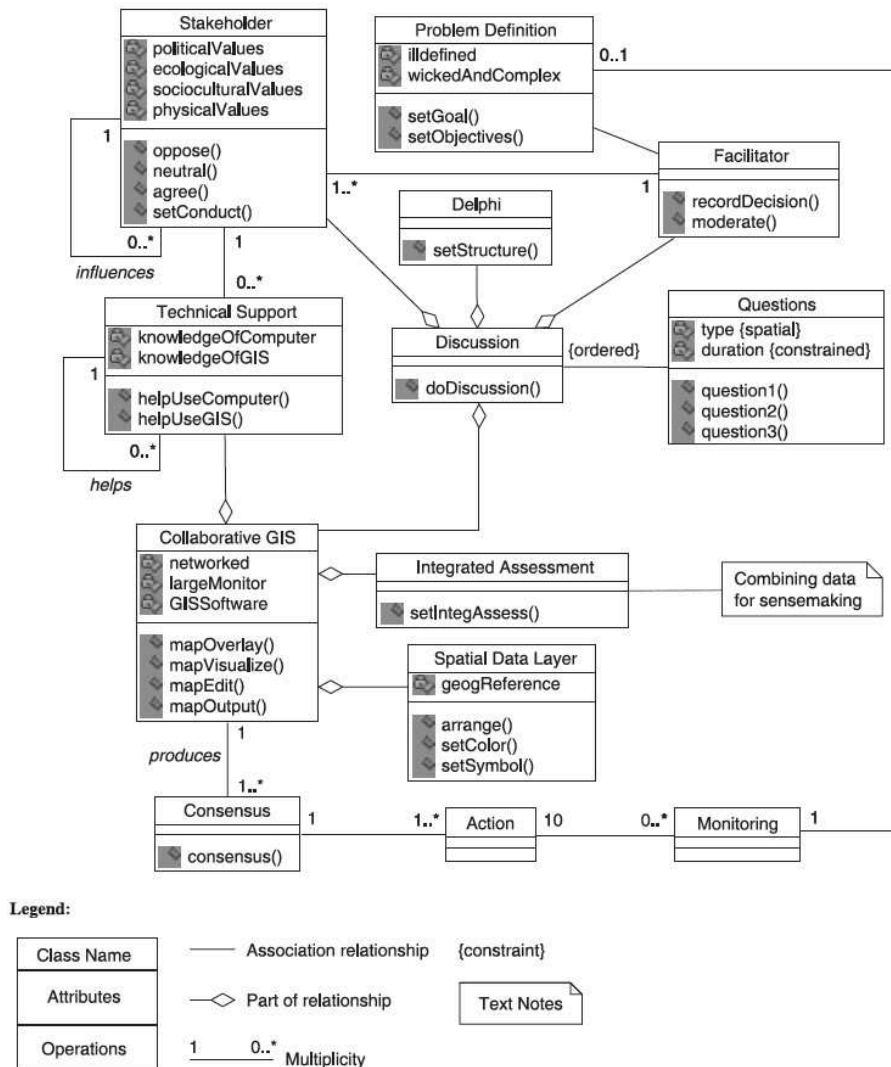 Stakeholder
politicalValues
ecologicalValues
socioculturalValues
physicalValues
oppose()
neutral()
agree()
setConduct()
1
0..*
influences
1
0..*
1..*
1
Problem Definition
illdefined
wickedAndComplex
setGoal()
setObjectives()
0..1
Facilitator
recordDecision()
moderate()
Delphi
setStructure()
Technical Support
knowledgeOfComputer
knowledgeOfGIS
helpUseComputer()
helpUseGIS()
1
0..*
helps
Discussion
doDiscussion()
{ordered}
Questions
type {spatial}
duration {constrained}
question1()
question2()
question3()
Collaborative GIS
networked
largeMonitor
GISSoftware
mapOverlay()
mapVisualize()
mapEdit()
mapOutput()
Integrated Assessment
setIntegAssess()
Combining data
for sensemaking
Spatial Data Layer
geogReference
arrange()
setColor()
setSymbol()
1
produces
1..*
Consensus
consensus()
1
1..*
Action
10
0..*
Monitoring
1
Legend:
Class Name
Attributes
Operations
Association relationship
{constraint}
Part of relationship
Text Notes
1
0..*
Multiplicity